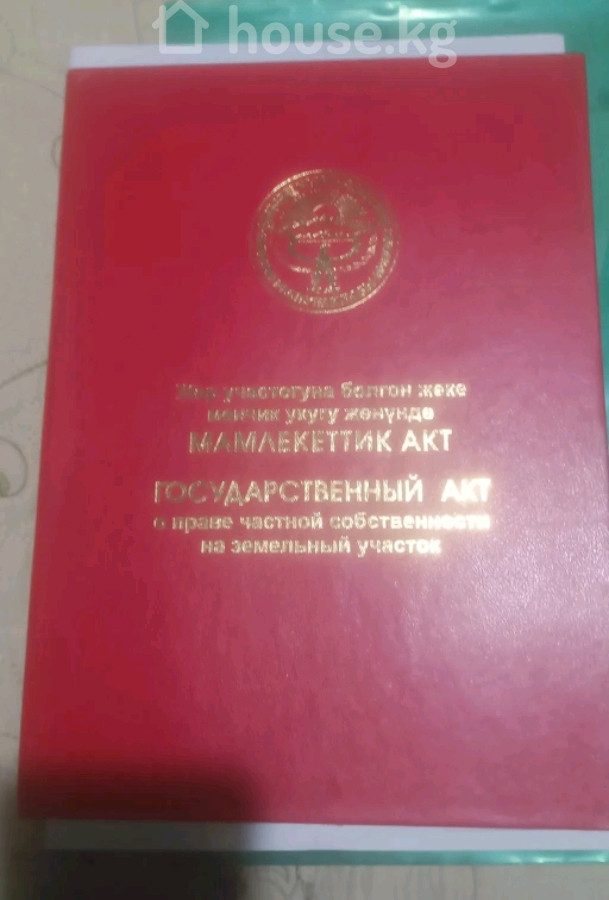 house.kg
Жер участогуна болгон жеке
менчик укугу жөнүндө
МАМЛЕКЕТТИК АКТ
ГОСУДАРСТВЕННЫЙ АКТ
о праве частной собственности
на земельный участок